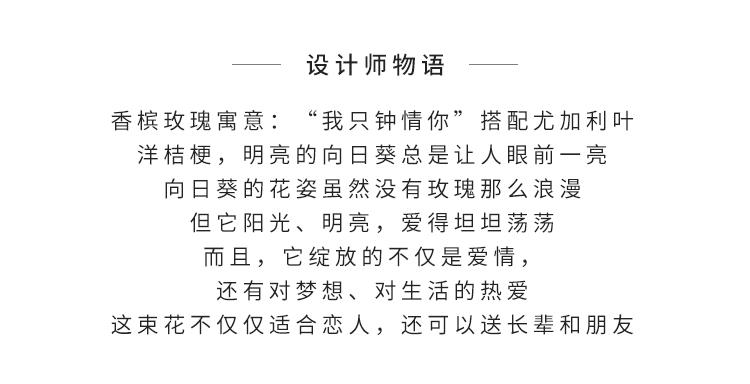 设计师物语
香槟玫瑰寓意：“我只钟情你”搭配尤加利叶
洋桔梗，明亮的向日葵总是让人眼前一亮
向日葵的花姿虽然没有玫瑰那么浪漫
但它阳光、明亮，爱得坦坦荡荡
而且，它绽放的不仅是爱情，
还有对梦想、对生活的热爱
这束花不仅仅适合恋人，还可以送长辈和朋友